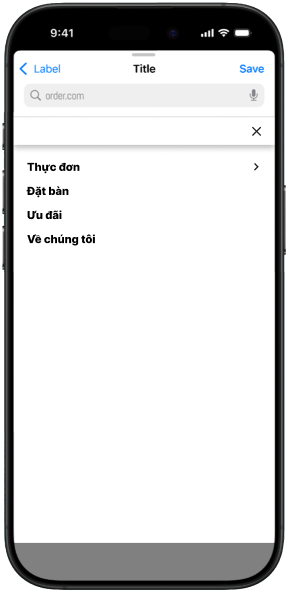 9:41
Label Title Save
order.com
Thực đơn
Đặt bàn
Ưu đãi
Về chúng tôi